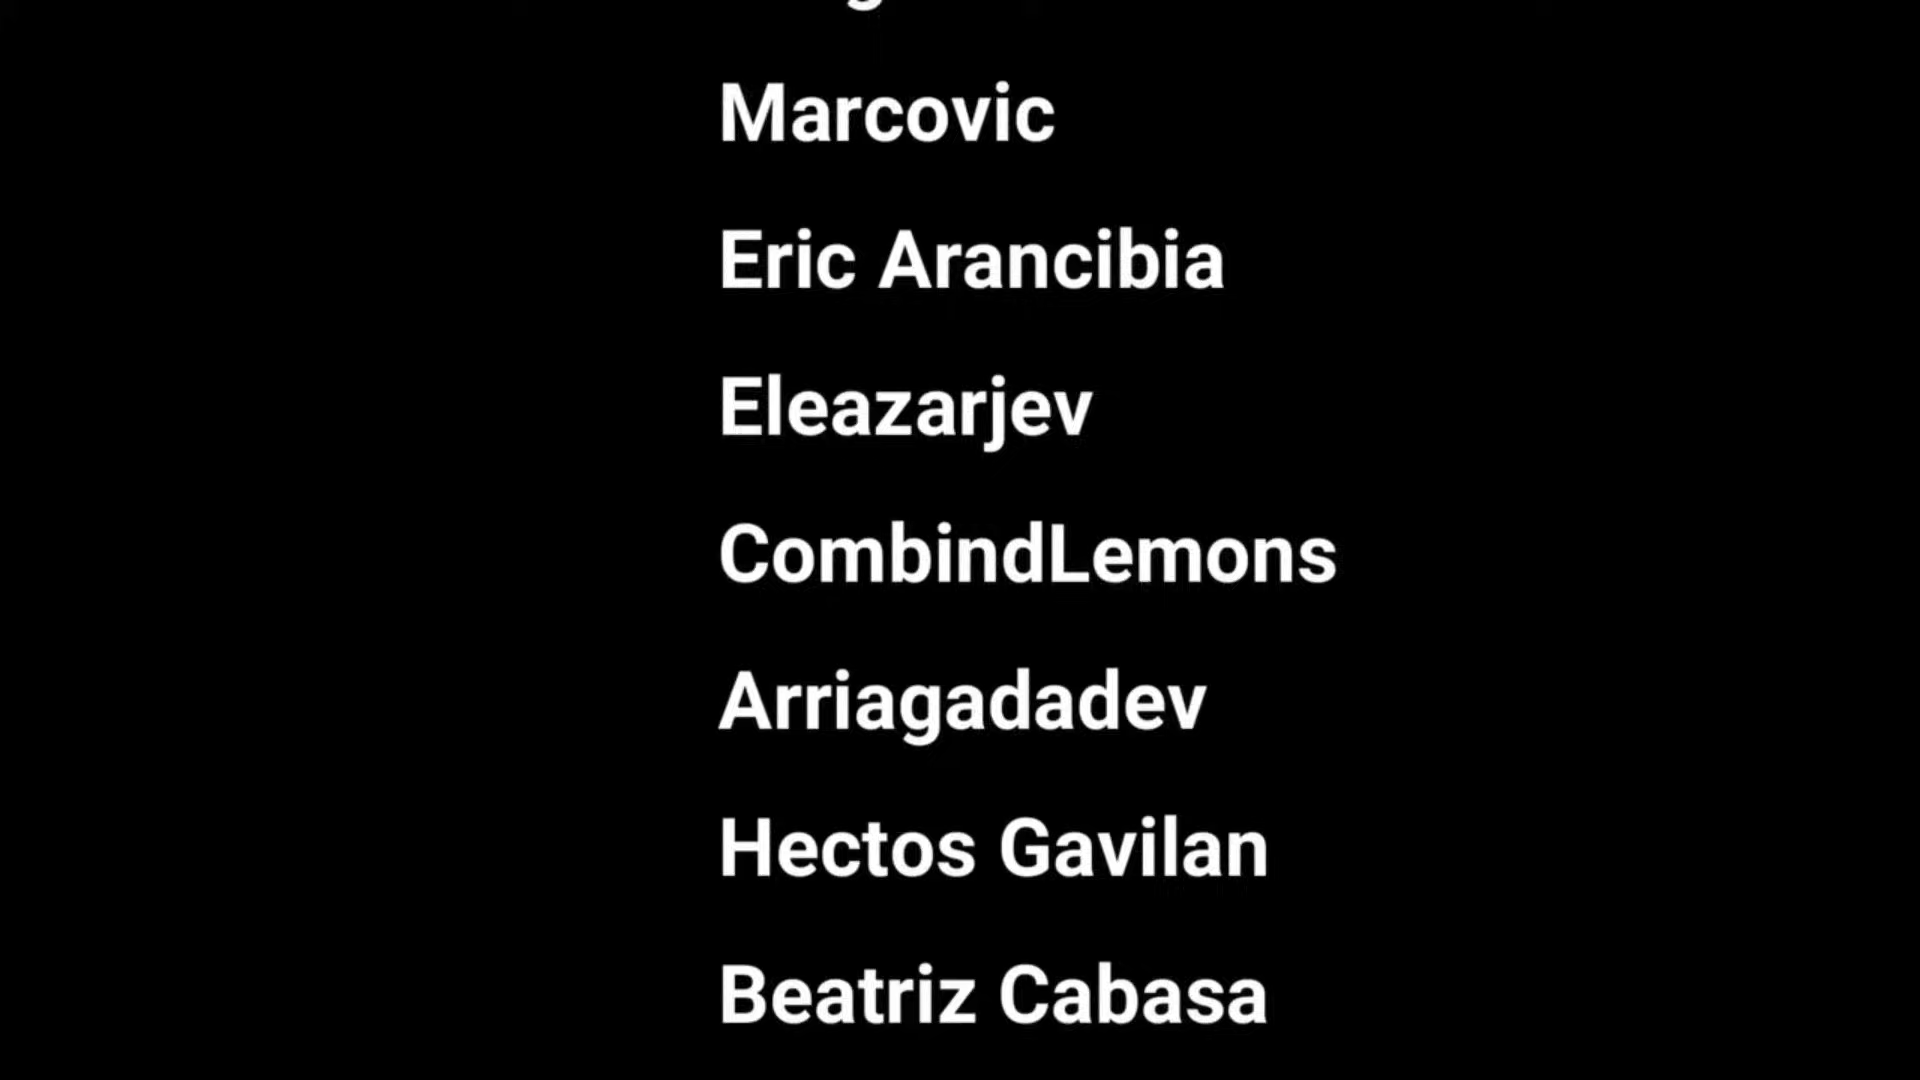 Marcovic
Eric Arancibia
Eleazarjev
CombindLemons
Arriagadadev
Hectos Gavilan
Beatriz Cabasa